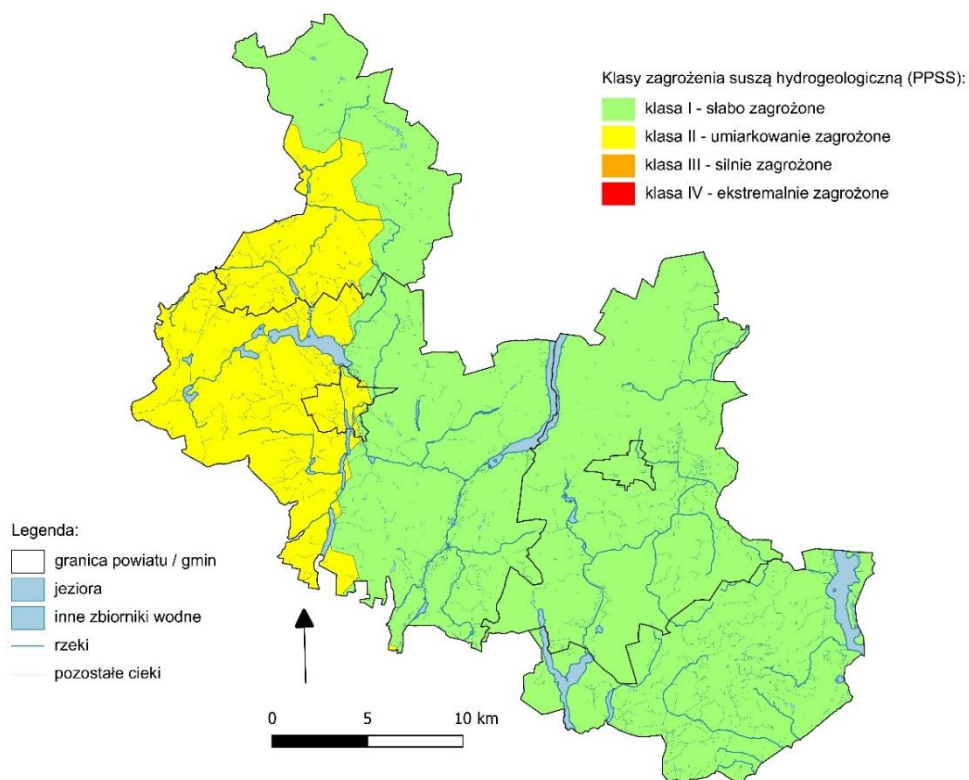 Klasy zagrożenia suszą hydrogeologiczną (PPSS):
klasa I - słabo zagrożone
klasa II - umiarkowanie zagrożone
klasa III - silnie zagrożone
klasa IV - ekstremalnie zagrożone
Legenda:
granica powiatu / gmin
jeziora
inne zbiorniki wodne
rzeki
pozostałe cieki
0 5 10 km